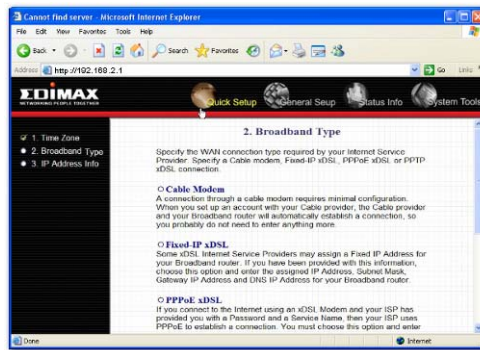 Cannot find server - Microsoft Internet Explorer
File Edit View Favorites Tools Help
Back Search Favorites
Address http://192.168.2.1 Go Links
EDIMAX
NETWORKING PEOPLE TOGETHER
Quick Setup General Seup Status Info System Tools
1. Time Zone
2. Broadband Type
3. IP Address Info
2. Broadband Type
Specify the WAN connection type required by your Internet Service
Provider. Specify a Cable modem, Fixed-IP xDSL, PPPoE xDSL or PPTP
xDSL connection.
Cable Modem
A connection through a cable modem requires minimal configuration.
When you set up an account with your Cable provider, the Cable provider
and your Broadband router will automatically establish a connection, so
you probably do not need to enter anything more.
Fixed-IP xDSL
Some xDSL Internet Service Providers may assign a Fixed IP Address for
your Broadband router. If you have been provided with this information,
choose this option and enter the assigned IP Address, Subnet Mask,
Gateway IP Address and DNS IP Address for your Broadband router.
PPPoE xDSL
If you connect to the Internet using an xDSL Modem and your ISP has
provided you with a Password and a Service Name, then your ISP uses
PPPoE to establish a connection. You must choose this option and enter
Done Internet